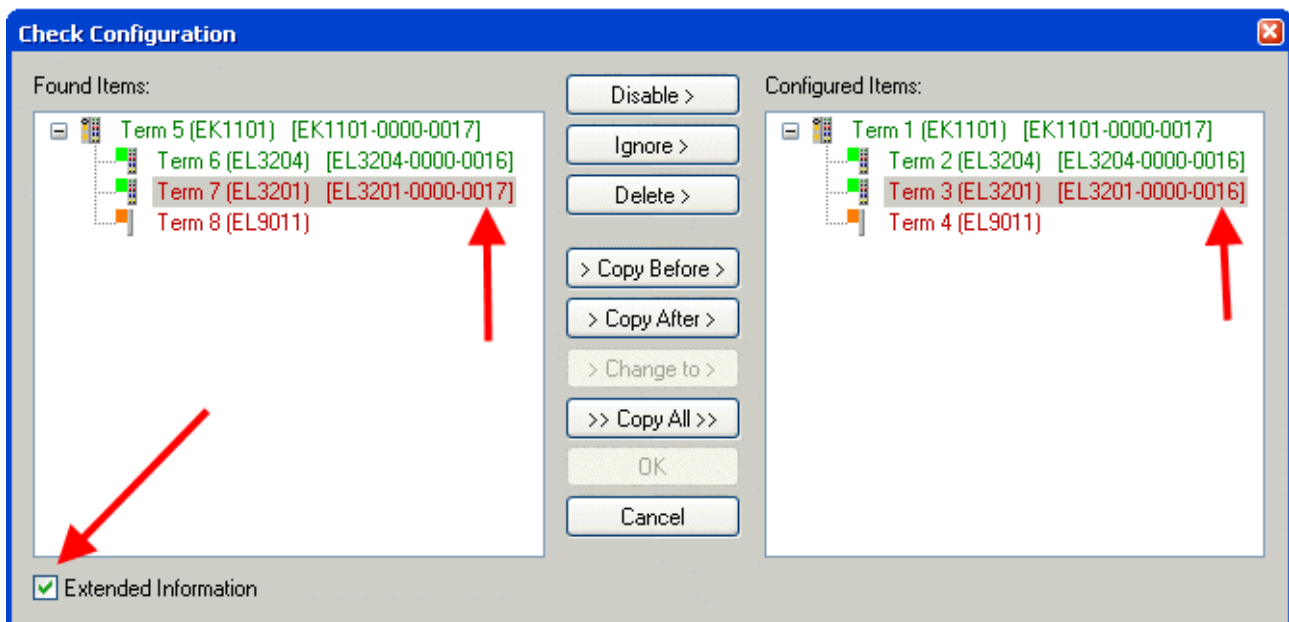 Check Configuration
Found Items:
Term 5 (EK1101) [EK1101-0000-0017]
Term 6 (EL3204) [EL3204-0000-0016]
Term 7 (EL3201) [EL3201-0000-0017]
Term 8 (EL9011)
Extended Information
Disable >
Ignore >
Delete >
> Copy Before >
> Copy After >
> Change to >
>> Copy All >>
OK
Cancel
Configured Items:
Term 1 (EK1101) [EK1101-0000-0017]
Term 2 (EL3204) [EL3204-0000-0016]
Term 3 (EL3201) [EL3201-0000-0016]
Term 4 (EL9011)